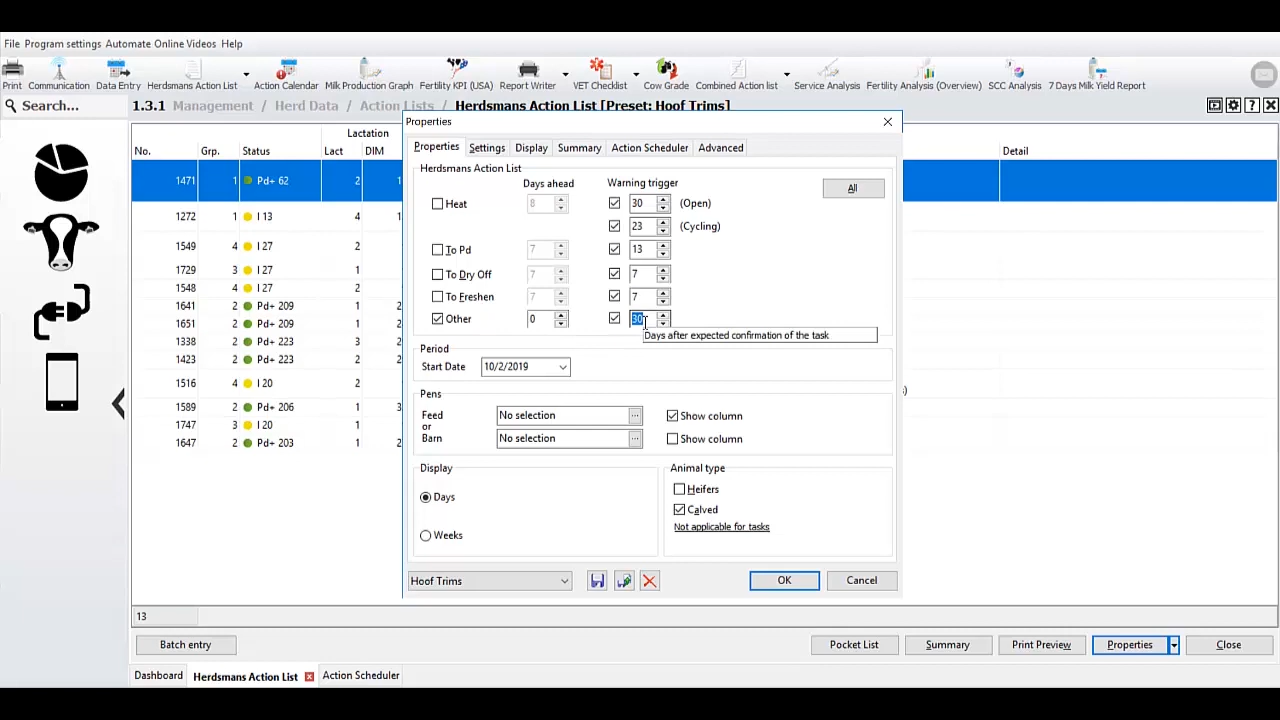 File Program settings Automate Online Videos Help
Print Communication Data Entry Herdsmans Action List Action Calendar Milk Production Graph Fertility KPI (USA) Report Writer VET Checklist Cow Grade Combined Action list Service Analysis Fertility Analysis (Overview) SCC Analysis 7 Days Milk Yield Report
Search... 1.3.1 Management / Herd Data / Action Lists / Herdsmans Action List [Preset: Hoof Trims]
Lactation
No. Grp. Status Lact DIM Detail
1471 1 Pd+ 62 2 1
1272 1 I 13 4 1
1549 4 I 27 2
1729 3 I 27 1
1548 4 I 27 2
1641 2 Pd+ 209 1 2
1651 2 Pd+ 209 1 2
1338 2 Pd+ 223 3 2
1423 2 Pd+ 223 2 2
1516 4 I 20 2
1589 2 Pd+ 206 1 3
1747 3 I 20 1
1647 2 Pd+ 203 1 2
13
Properties
Properties Settings Display Summary Action Scheduler Advanced
Herdsmans Action List
Days ahead Warning trigger All
Heat 8 30 (Open)
23 (Cycling)
To Pd 7 13
To Dry Off 7 7
To Freshen 7 7
Other 0 30
Days after expected confirmation of the task
Period
Start Date 10/2/2019
Pens
Feed No selection Show column
or
Barn No selection Show column
Display Animal type
Days Heifers
Calved
Weeks Not applicable for tasks
Hoof Trims OK Cancel
Batch entry Pocket List Summary Print Preview Properties Close
Dashboard Herdsmans Action List Action Scheduler